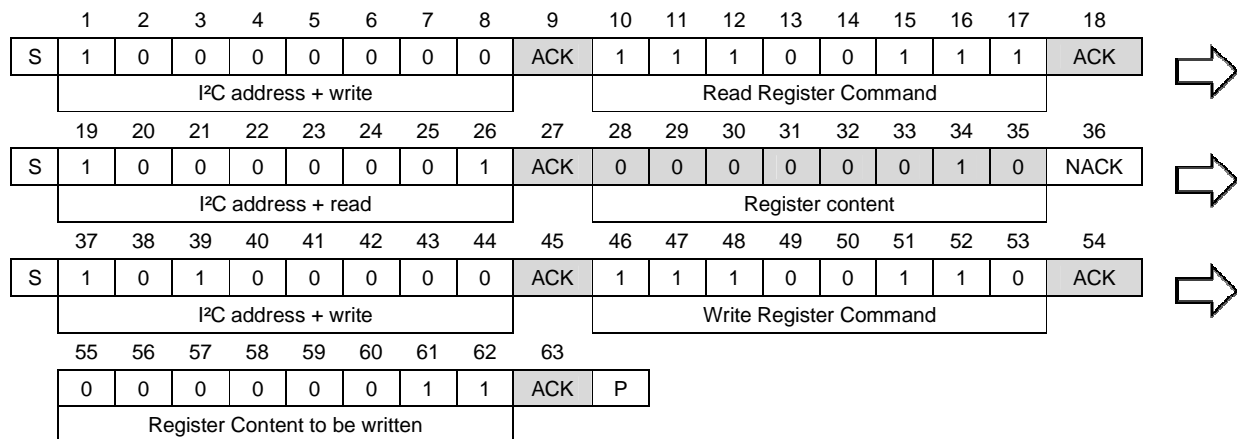 1 2 3 4 5 6 7 8 9 10 11 12 13 14 15 16 17 18
S 1 0 0 0 0 0 0 0 ACK 1 1 1 0 0 1 1 1 ACK
I²C address + write Read Register Command
19 20 21 22 23 24 25 26 27 28 29 30 31 32 33 34 35 36
S 1 0 0 0 0 0 0 1 ACK 0 0 0 0 0 0 1 0 NACK
I²C address + read Register content
37 38 39 40 41 42 43 44 45 46 47 48 49 50 51 52 53 54
S 1 0 1 0 0 0 0 0 ACK 1 1 1 0 0 1 1 0 ACK
I²C address + write Write Register Command
55 56 57 58 59 60 61 62 63
0 0 0 0 0 0 1 1 ACK P
Register Content to be written